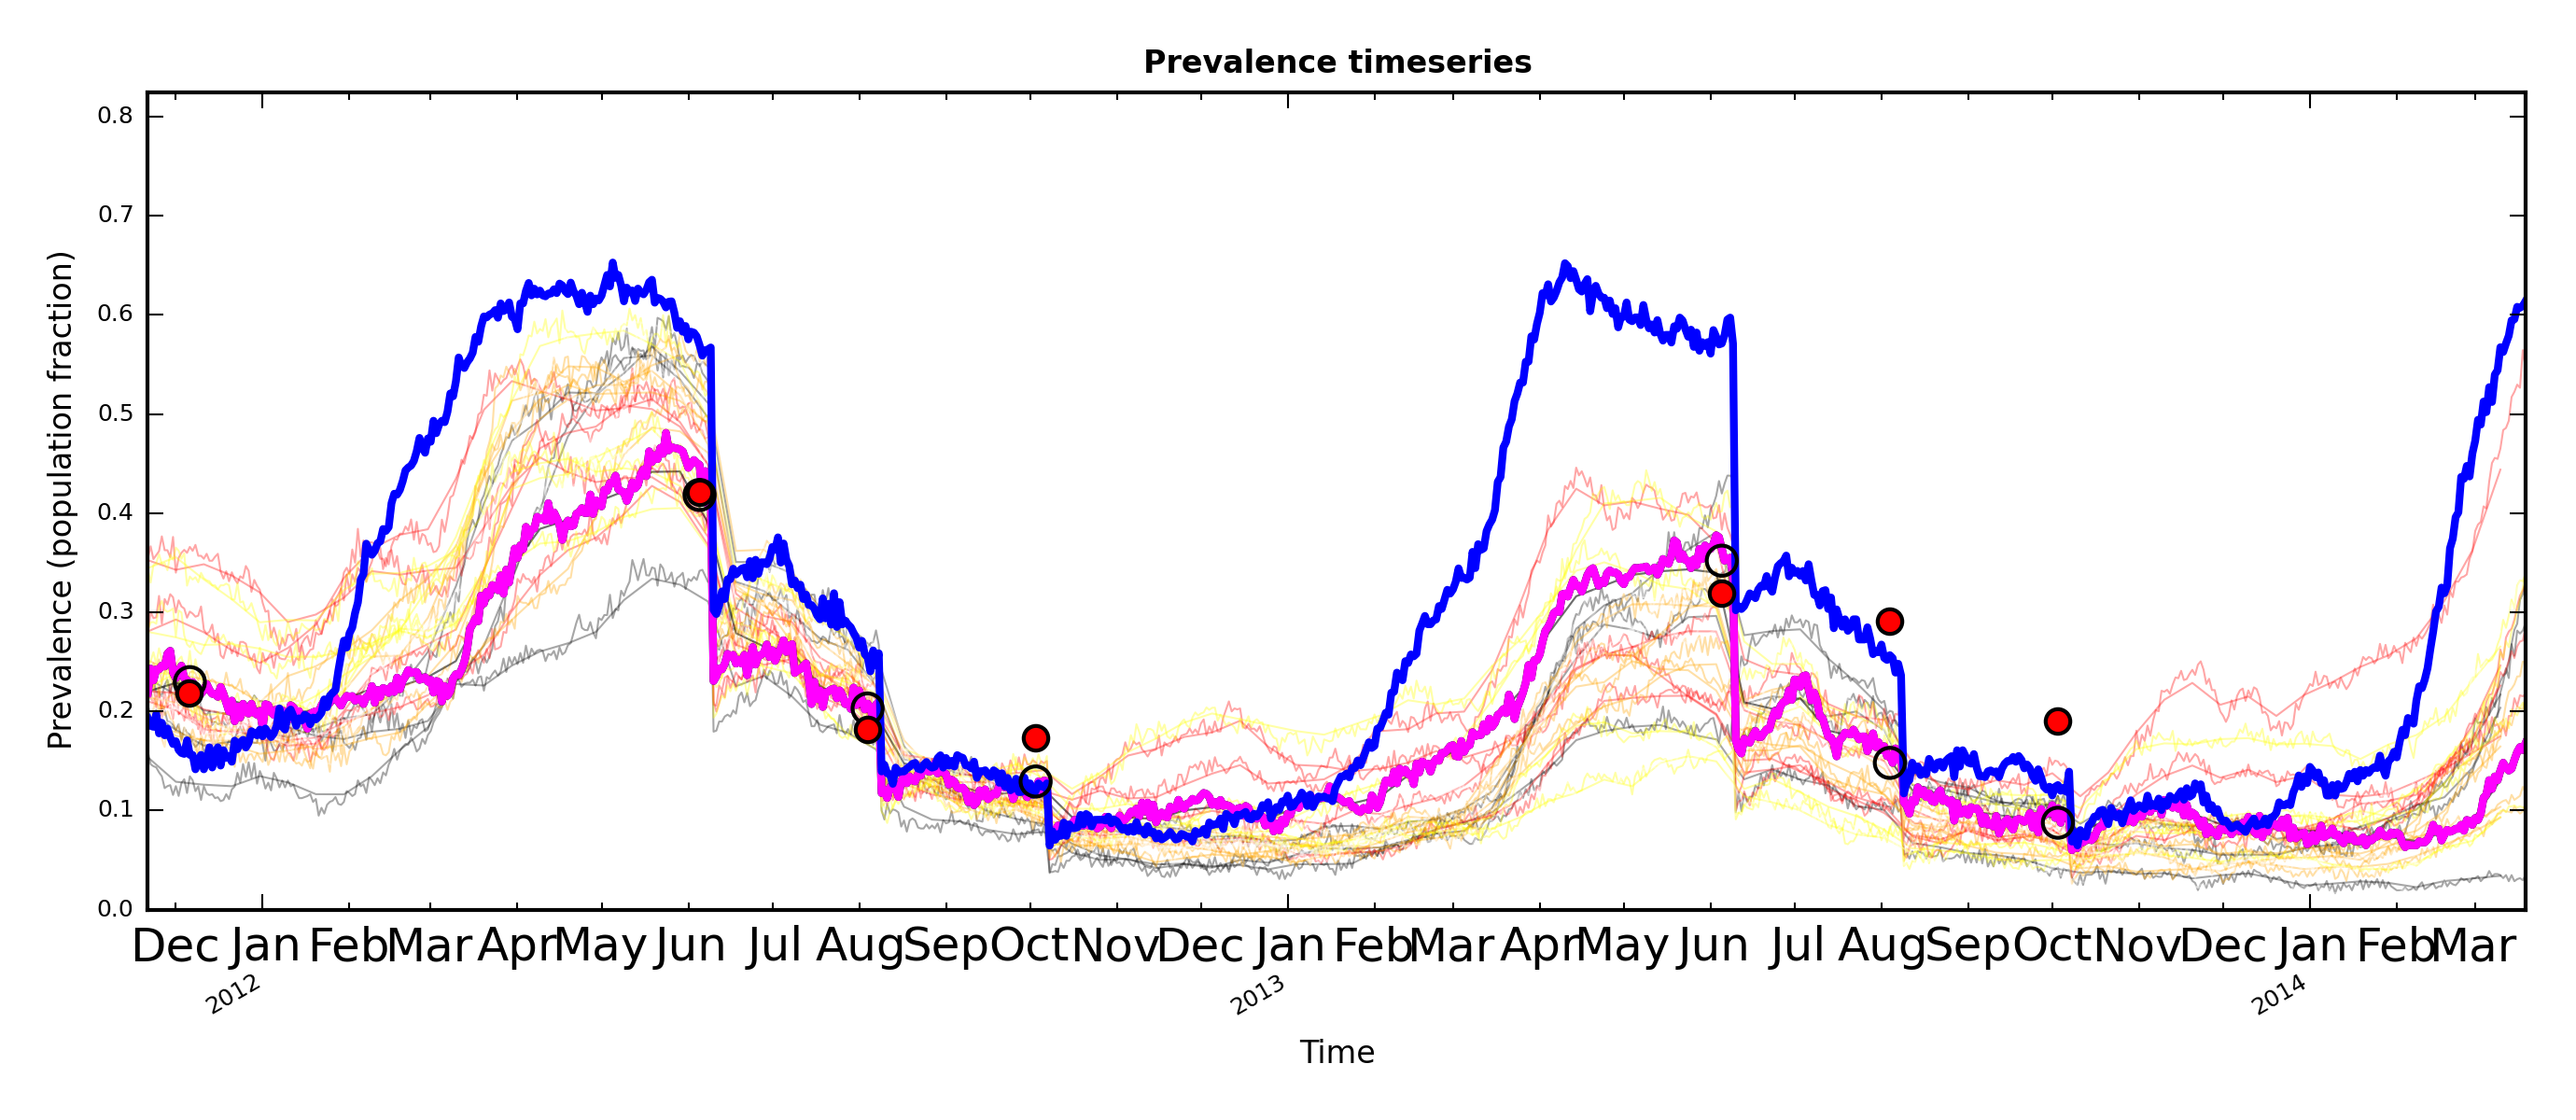 Prevalence timeseries
Prevalence (population fraction)
0.8
0.7
0.6
0.5
0.4
0.3
0.2
0.1
0.0
Dec Jan Feb Mar Apr May Jun Jul Aug Sep Oct Nov Dec Jan Feb Mar Apr May Jun Jul Aug Sep Oct Nov Dec Jan Feb Mar
2012 2013 2014
Time